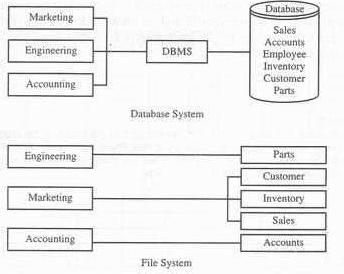 Marketing
Engineering
Accounting
DBMS
Database
Sales
Accounts
Employee
Inventory
Customer
Parts
Database System
Engineering
Parts
Marketing
Customer
Inventory
Sales
Accounting
Accounts
File System